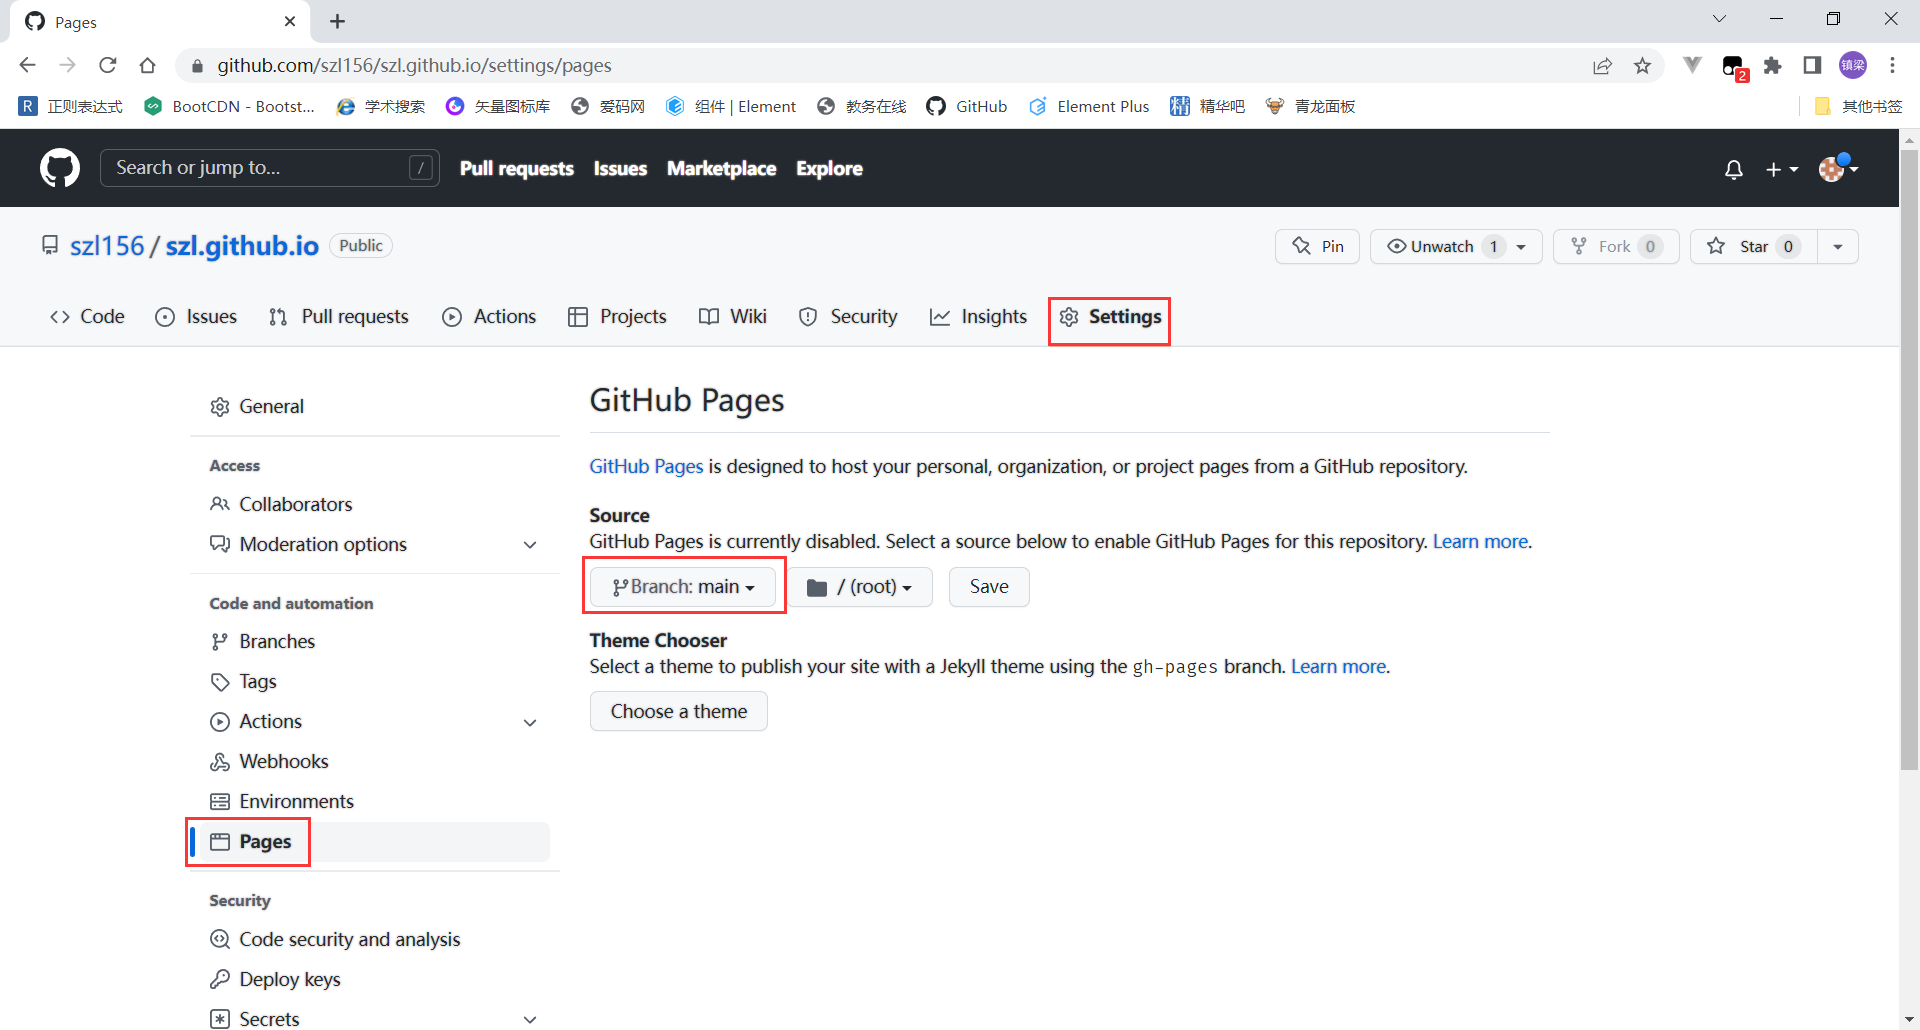 Pages
github.com/szl156/szl.github.io/settings/pages
2
镇梁
R 正则表达式 BootCDN - Bootst... 学术搜索 矢量图标库 爱码网 组件 | Element 教务在线 GitHub Element Plus 精华吧 青龙面板 其他书签
Search or jump to... / Pull requests Issues Marketplace Explore
szl156 / szl.github.io Public Pin Unwatch 1 Fork 0 Star 0
Code Issues Pull requests Actions Projects Wiki Security Insights Settings
General
Access
Collaborators
Moderation options
Code and automation
Branches
Tags
Actions
Webhooks
Environments
Pages
Security
Code security and analysis
Deploy keys
Secrets
GitHub Pages
GitHub Pages is designed to host your personal, organization, or project pages from a GitHub repository.
Source
GitHub Pages is currently disabled. Select a source below to enable GitHub Pages for this repository. Learn more.
Branch: main / (root) Save
Theme Chooser
Select a theme to publish your site with a Jekyll theme using the gh-pages branch. Learn more.
Choose a theme